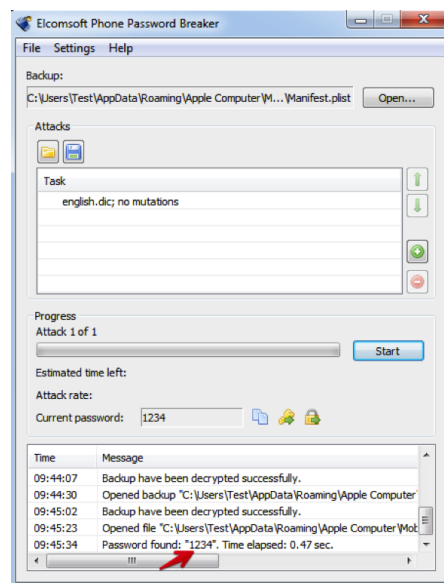 Elcomsoft Phone Password Breaker
File Settings Help
Backup:
C:\Users\Test\AppData\Roaming\Apple Computer\M...\Manifest.plist Open...
Attacks
Task
english.dic; no mutations
Progress
Attack 1 of 1
Start
Estimated time left:
Attack rate:
Current password: 1234
Time Message
09:44:07 Backup have been decrypted successfully.
09:44:30 Opened backup "C:\Users\Test\AppData\Roaming\Apple Computer\
09:45:02 Backup have been decrypted successfully.
09:45:23 Opened file "C:\Users\Test\AppData\Roaming\Apple Computer\Mob
09:45:34 Password found: "1234". Time elapsed: 0.47 sec.